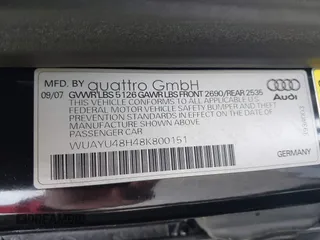 MFD. BY quattro GmbH
09/07 GVWR LBS 5126 GAWR LBS FRONT 2690/REAR 2535
THIS VEHICLE CONFORMS TO ALL APPLICABLE
FEDERAL MOTOR VEHICLE SAFETY, BUMPER, AND THEFT
PREVENTION STANDARDS IN EFFECT ON THE DATE OF
MANUFACTURE SHOWN ABOVE.
PASSENGER CAR
WUAYU48H48K800151
Audi
GERMANY